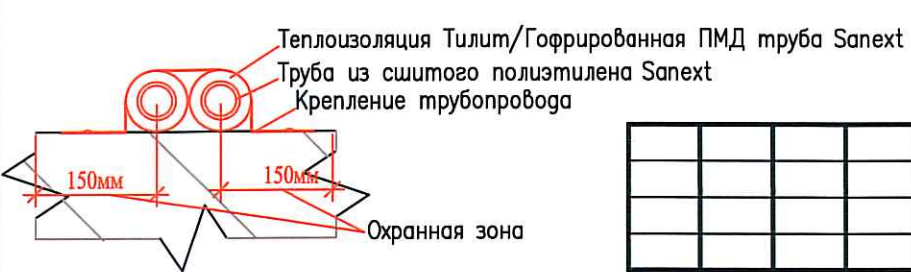 Теплоизоляция Тилит/Гофрированная ПМД труба Sanext
Труба из сшитого полиэтилена Sanext
Крепление трубопровода
150мм 150мм
Охранная зона